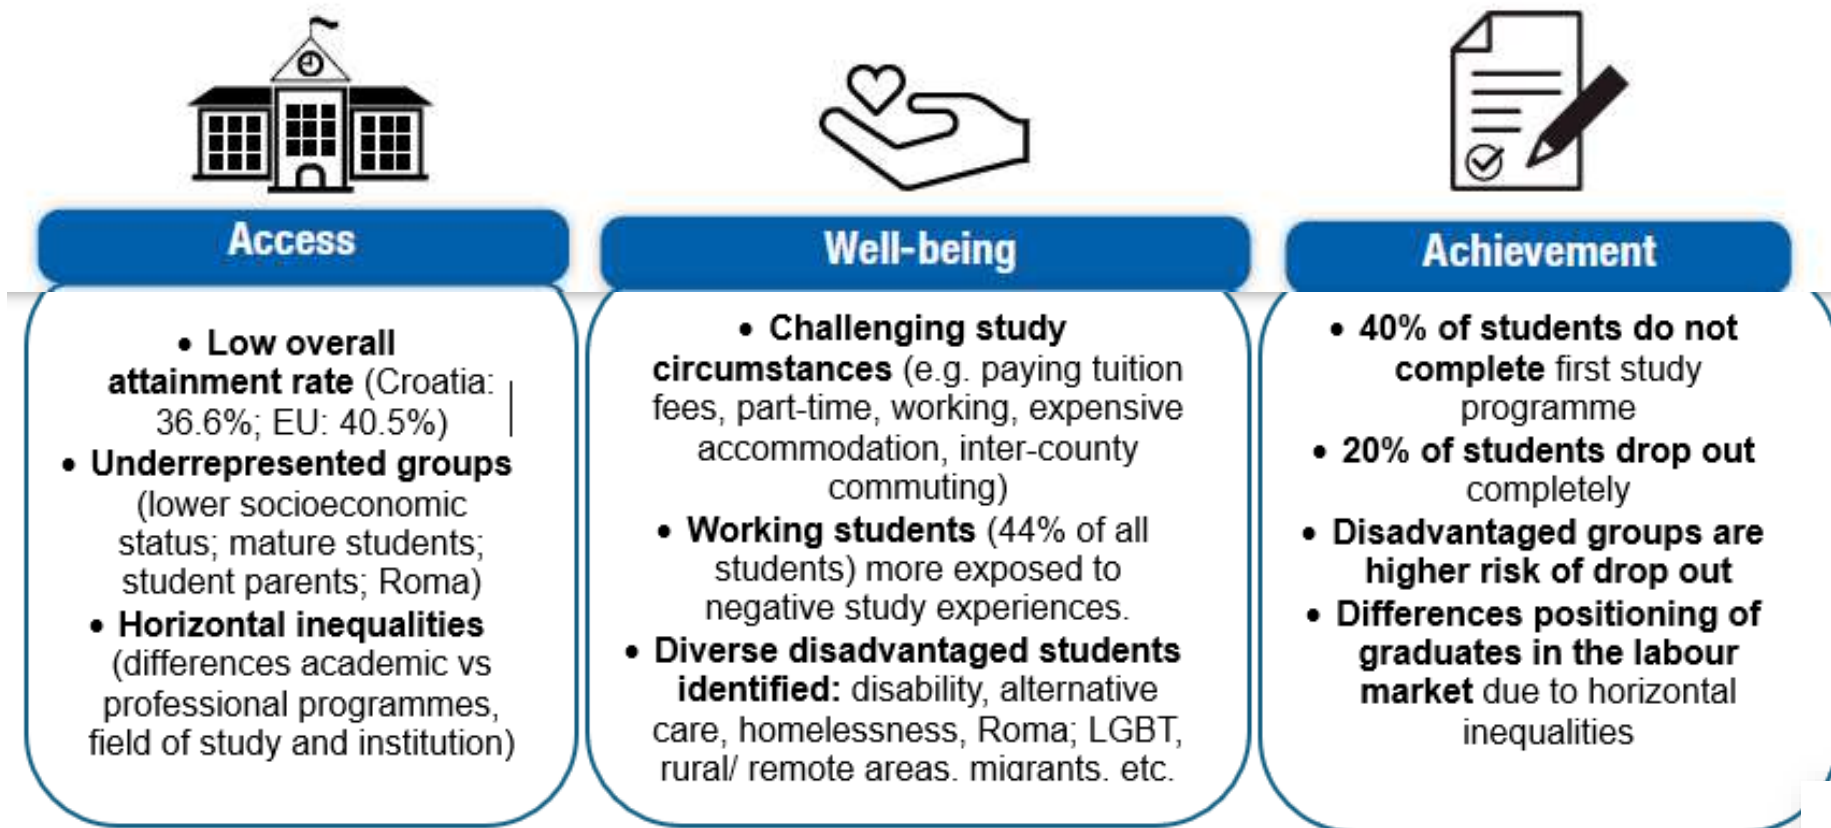 Access
• Low overall
attainment rate (Croatia:
36.6%; EU: 40.5%)
• Underrepresented groups
(lower socioeconomic
status; mature students;
student parents; Roma)
• Horizontal inequalities
(differences academic vs
professional programmes,
field of study and institution)
Well-being
• Challenging study
circumstances (e.g. paying tuition
fees, part-time, working, expensive
accommodation, inter-county
commuting)
• Working students (44% of all
students) more exposed to
negative study experiences.
• Diverse disadvantaged students
identified: disability, alternative
care, homelessness, Roma; LGBT,
rural/ remote areas, migrants, etc.
Achievement
• 40% of students do not
complete first study
programme
• 20% of students drop out
completely
• Disadvantaged groups are
higher risk of drop out
• Differences positioning of
graduates in the labour
market due to horizontal
inequalities